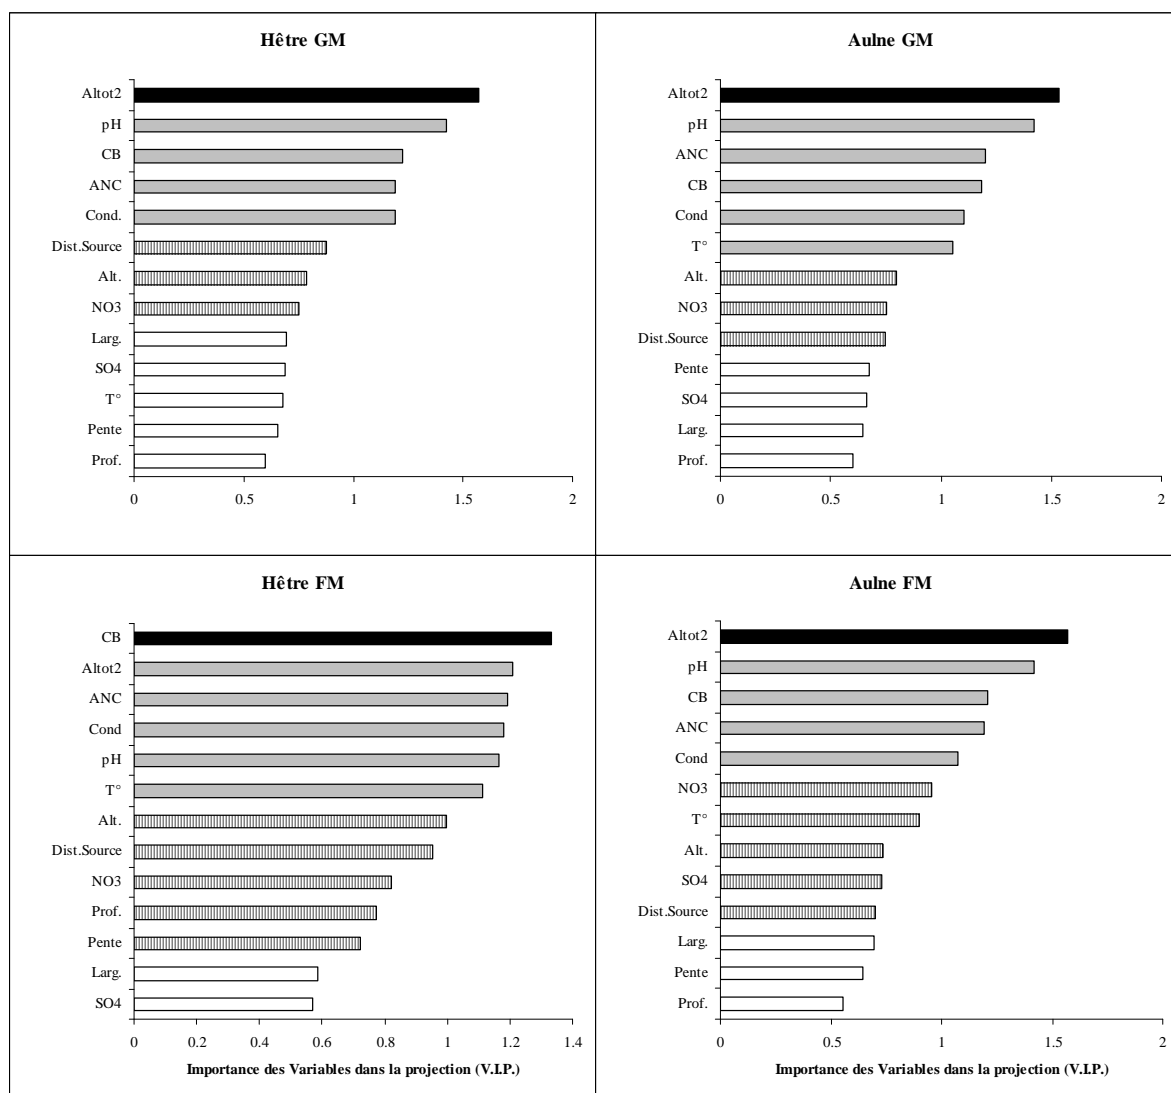 Hêtre GM
Altot2
pH
CB
ANC
Cond.
Dist.Source
Alt.
NO3
Larg.
SO4
T°
Pente
Prof.
0 0.5 1 1.5 2
Aulne GM
Altot2
pH
ANC
CB
Cond
T°
Alt.
NO3
Dist.Source
Pente
SO4
Larg.
Prof.
0 0.5 1 1.5 2
Hêtre FM
CB
Altot2
ANC
Cond
pH
T°
Alt.
Dist.Source
NO3
Prof.
Pente
Larg.
SO4
0 0.2 0.4 0.6 0.8 1 1.2 1.4
Importance des Variables dans la projection (V.I.P.)
Aulne FM
Altot2
pH
CB
ANC
Cond
NO3
T°
Alt.
SO4
Dist.Source
Larg.
Pente
Prof.
0 0.5 1 1.5 2
Importance des Variables dans la projection (V.I.P.)